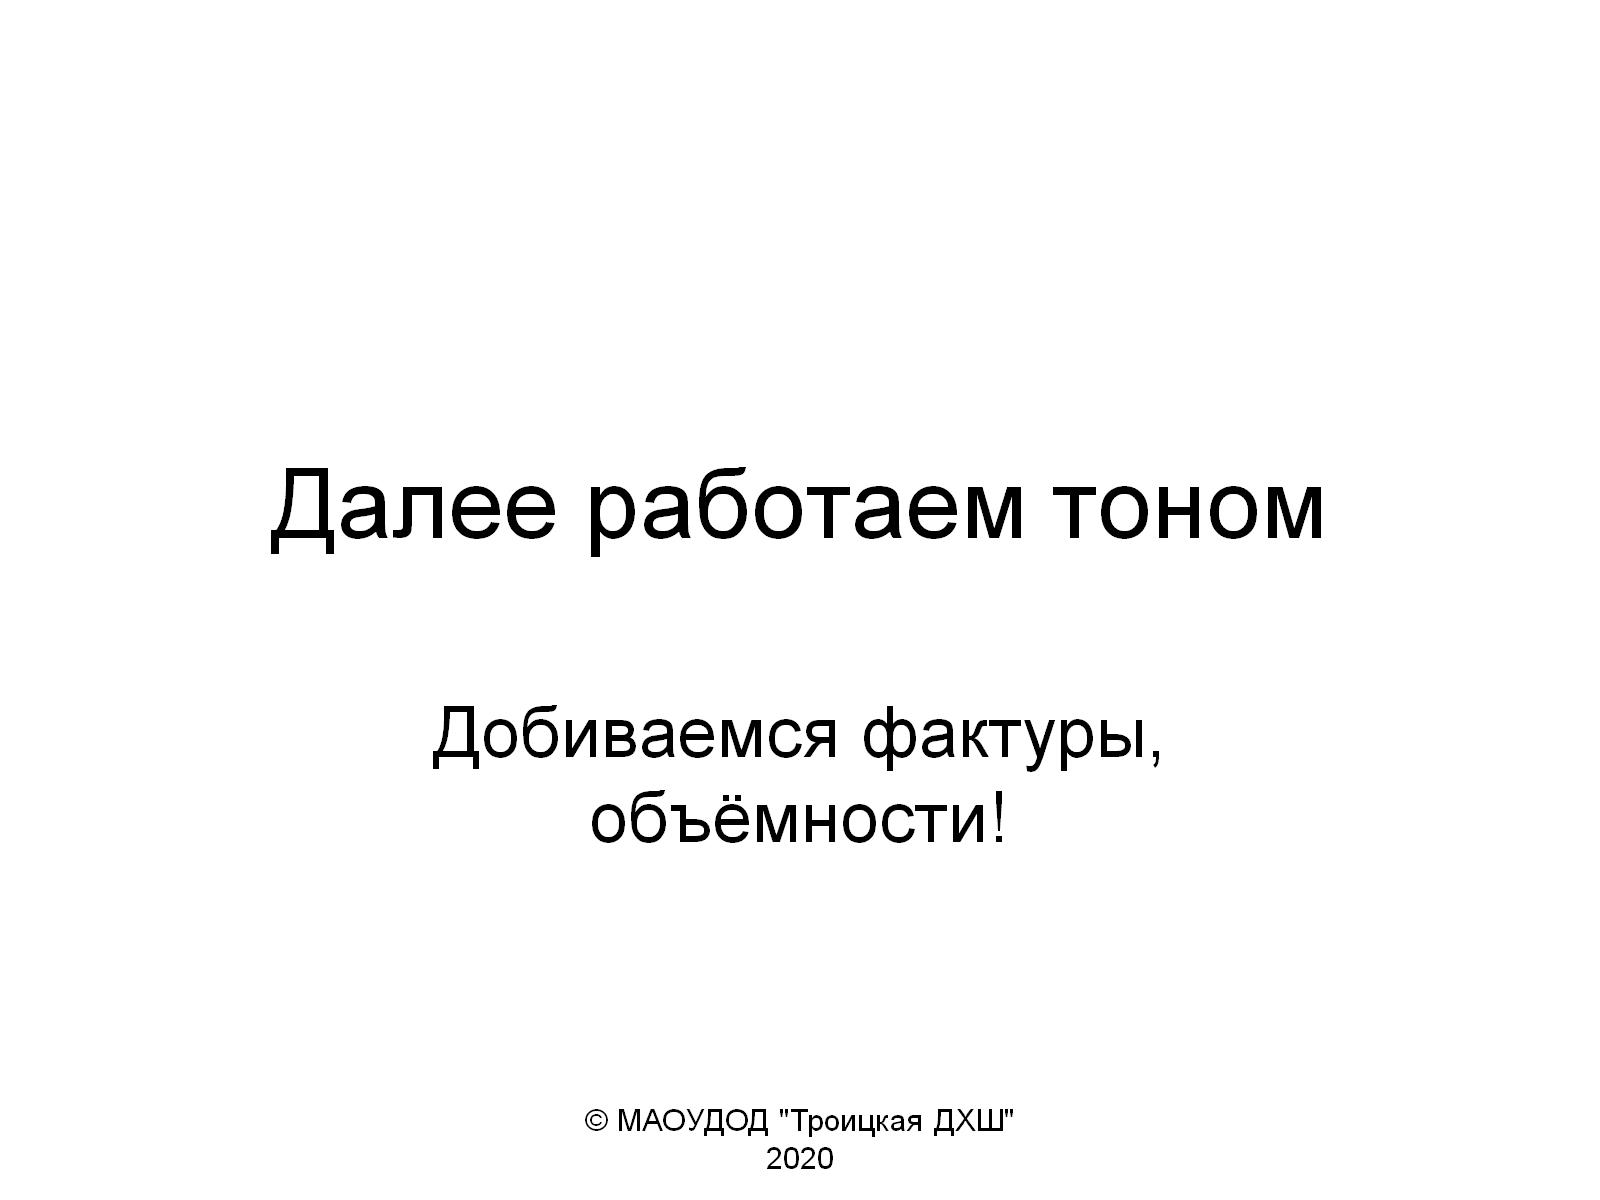 Далее работаем тоном
Добиваемся фактуры,
объёмности!
© МАОУДОД "Троицкая ДХШ"
2020